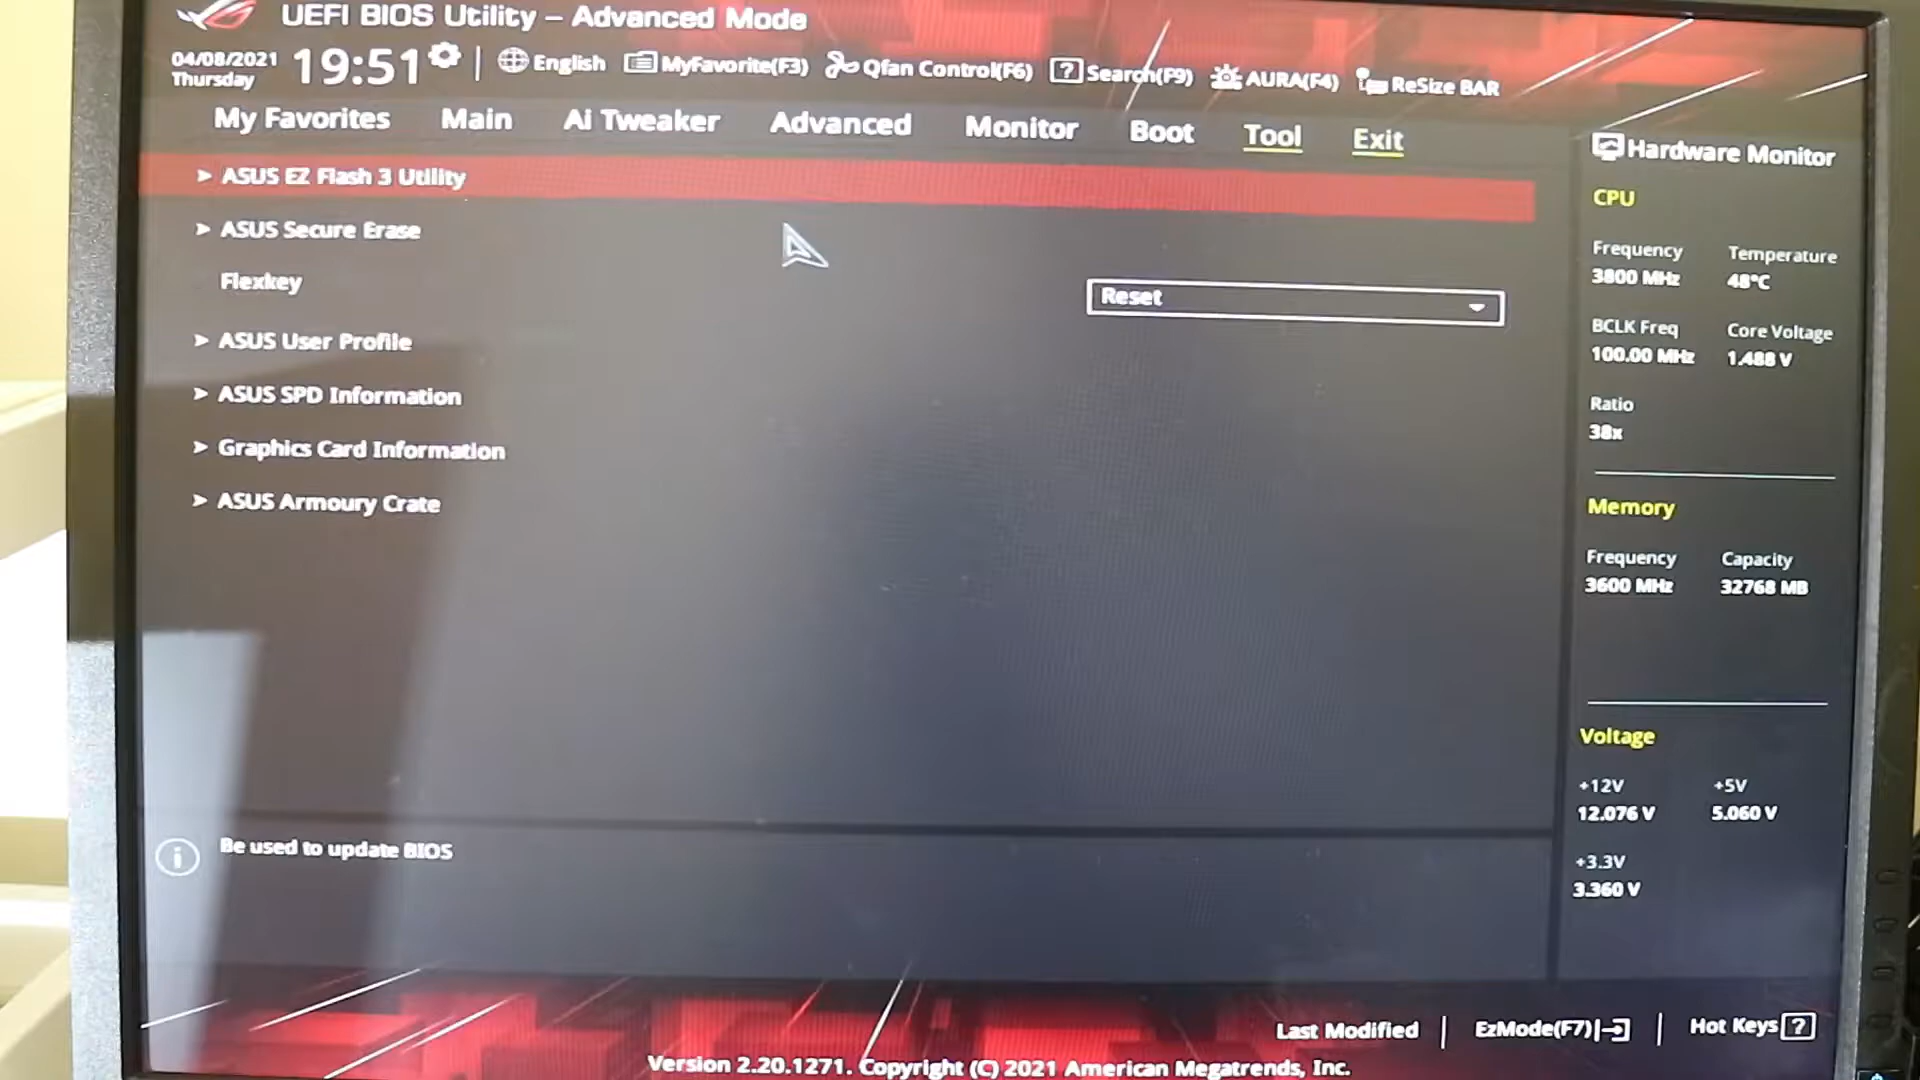 UEFI BIOS Utility – Advanced Mode
04/08/2021
Thursday
19:51
English
MyFavorite(F3)
Qfan Control(F6)
? Search(F9)
AURA(F4)
ReSize BAR
My Favorites
Main
Ai Tweaker
Advanced
Monitor
Boot
Tool
Exit
> ASUS EZ Flash 3 Utility
> ASUS Secure Erase
Flexkey
Reset
> ASUS User Profile
> ASUS SPD Information
> Graphics Card Information
> ASUS Armoury Crate
i Be used to update BIOS
Hardware Monitor
CPU
Frequency Temperature
3800 MHz 48°C
BCLK Freq Core Voltage
100.00 MHz 1.488 V
Ratio
38x
Memory
Frequency Capacity
3600 MHz 32768 MB
Voltage
+12V +5V
12.076 V 5.060 V
+3.3V
3.360 V
Last Modified | EzMode(F7) | Hot Keys ?
Version 2.20.1271. Copyright (C) 2021 American Megatrends, Inc.